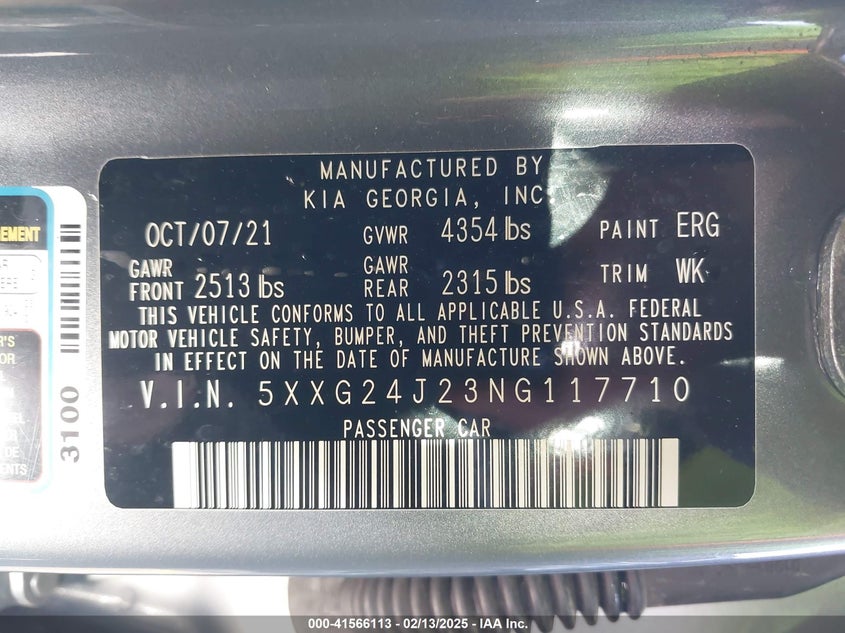 MANUFACTURED BY
KIA GEORGIA, INC.
OCT/07/21 GVWR 4354 lbs PAINT ERG
GAWR FRONT 2513 lbs GAWR REAR 2315 lbs TRIM WK
THIS VEHICLE CONFORMS TO ALL APPLICABLE U.S.A. FEDERAL
MOTOR VEHICLE SAFETY, BUMPER, AND THEFT PREVENTION STANDARDS
IN EFFECT ON THE DATE OF MANUFACTURE SHOWN ABOVE.
V.I.N. 5XXG24J23NG117710
PASSENGER CAR
3100
000-41566113 - 02/13/2025 - IAA Inc.